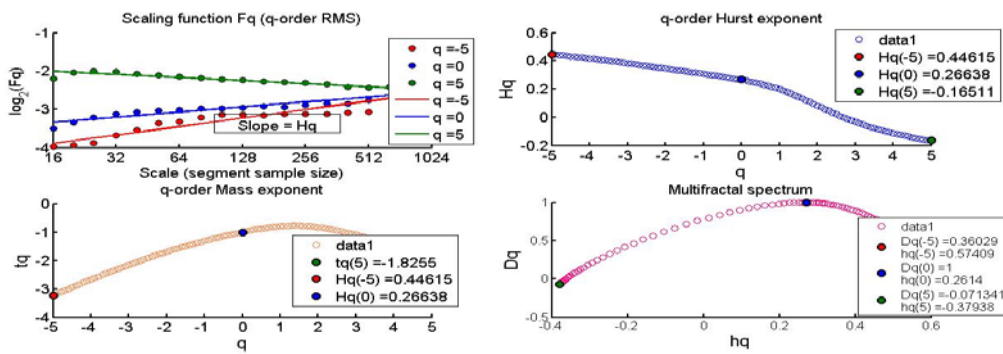 Scaling function Fq (q-order RMS)
-1
-2
-3
-4
log2(Fq)
16 32 64 128 256 512 1024
Scale (segment sample size)
Slope = Hq
q =-5
q =0
q =5
q =-5
q =0
q =5
q-order Hurst exponent
0.6
0.4
0.2
0
-0.2
Hq
-5 -4 -3 -2 -1 0 1 2 3 4 5
q
data1
Hq(-5) =0.44615
Hq(0) =0.26638
Hq(5) =-0.16511
q-order Mass exponent
0
-1
-2
-3
-4
tq
-5 -4 -3 -2 -1 0 1 2 3 4 5
q
data1
tq(5) =-1.8255
Hq(-5) =0.44615
Hq(0) =0.26638
Multifractal spectrum
1
0.5
0
-0.5
Dq
-0.4 -0.2 0 0.2 0.4 0.6
hq
data1
Dq(-5) =0.36029
hq(-5) =0.57409
Dq(0) =1
hq(0) =0.2614
Dq(5) =-0.071341
hq(5) =-0.37938